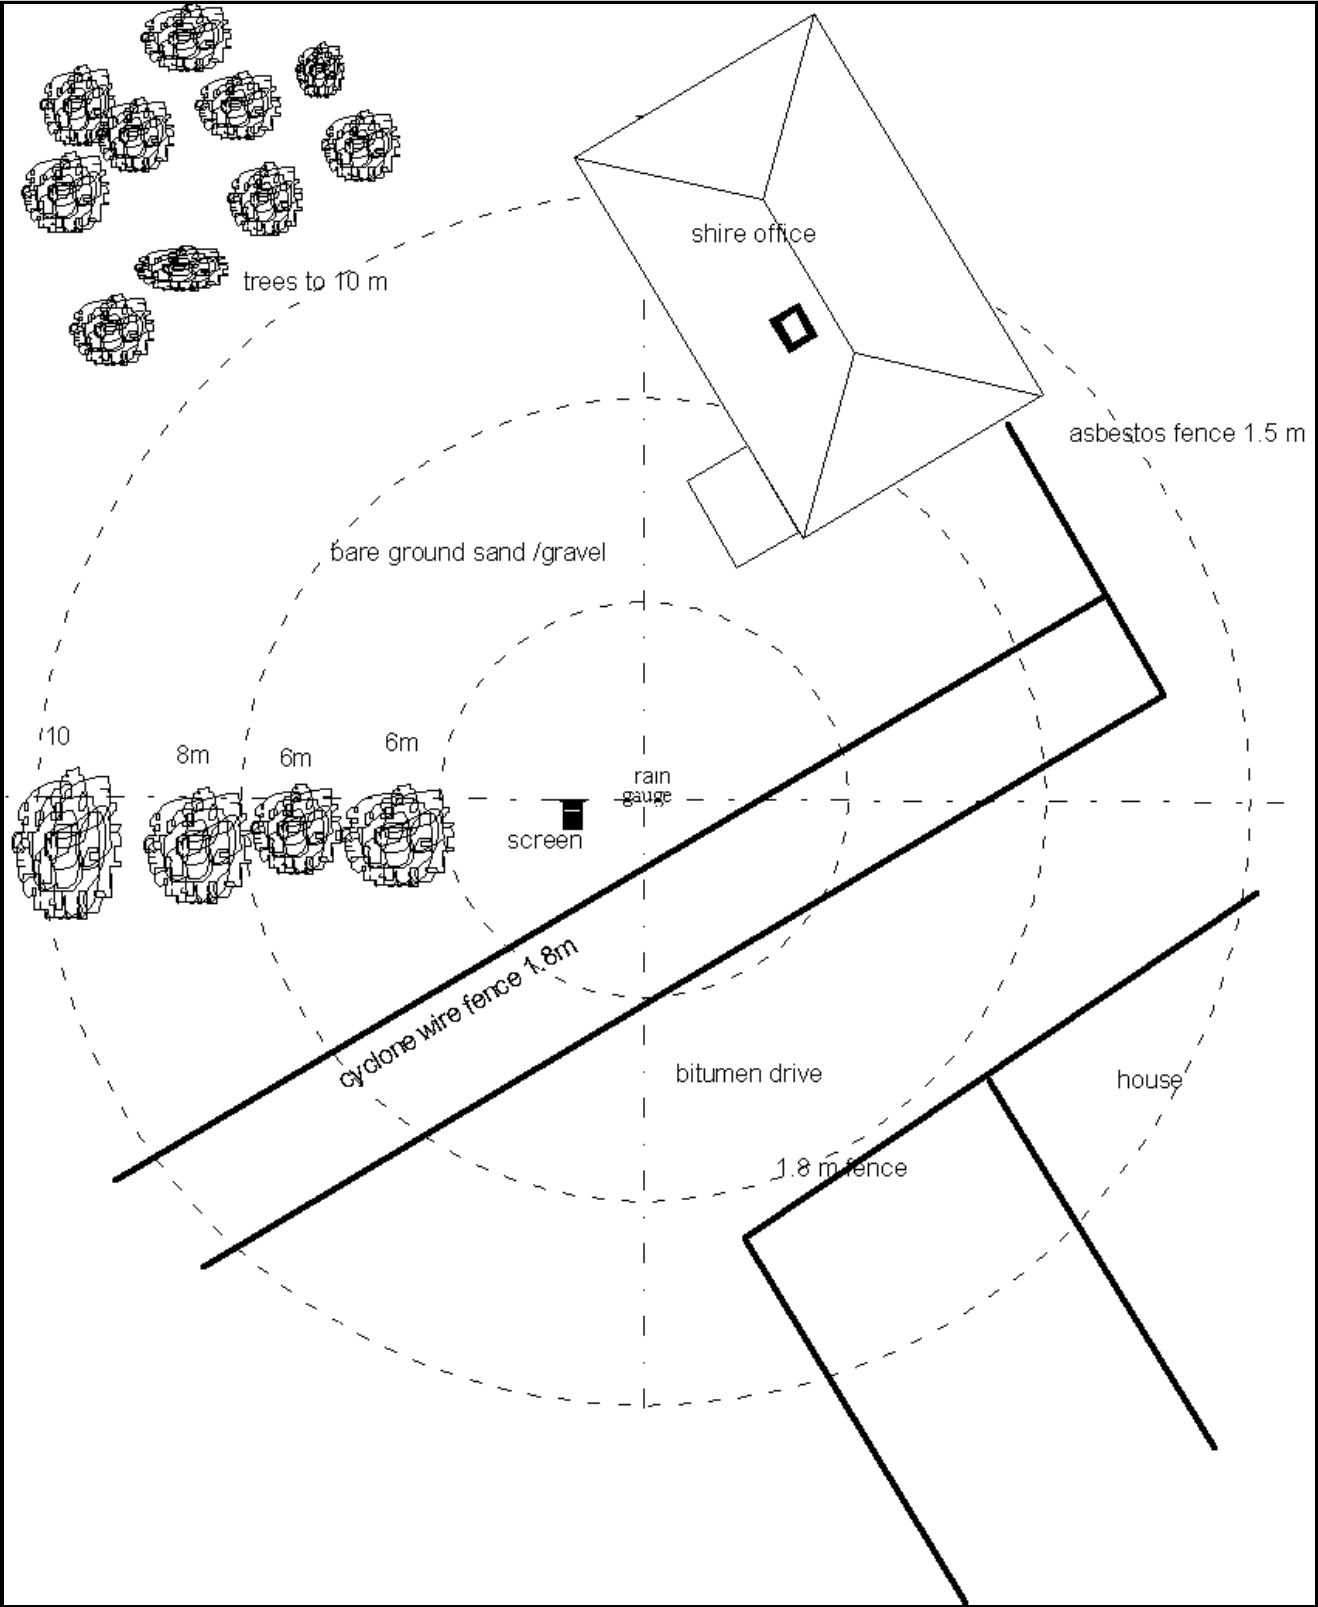 shire office
trees to 10 m
asbestos fence 1.5 m
bare ground sand /gravel
10
8m
6m
6m
rain
gauge
screen
cyclone wire fence 1.8m
bitumen drive
house
1.8 m fence